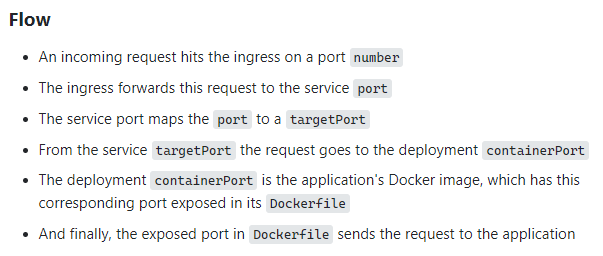 Flow
• An incoming request hits the ingress on a port number
• The ingress forwards this request to the service port
• The service port maps the port to a targetPort
• From the service targetPort the request goes to the deployment containerPort
• The deployment containerPort is the application's Docker image, which has this
corresponding port exposed in its Dockerfile
• And finally, the exposed port in Dockerfile sends the request to the application